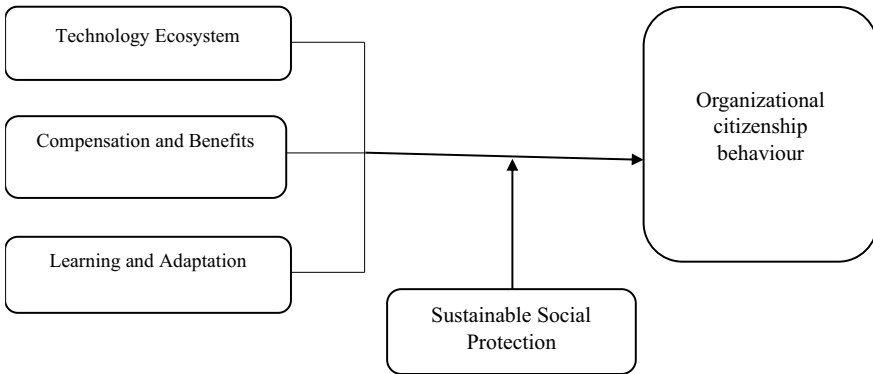 Technology Ecosystem
Compensation and Benefits
Learning and Adaptation
Organizational
citizenship
behaviour
Sustainable Social
Protection